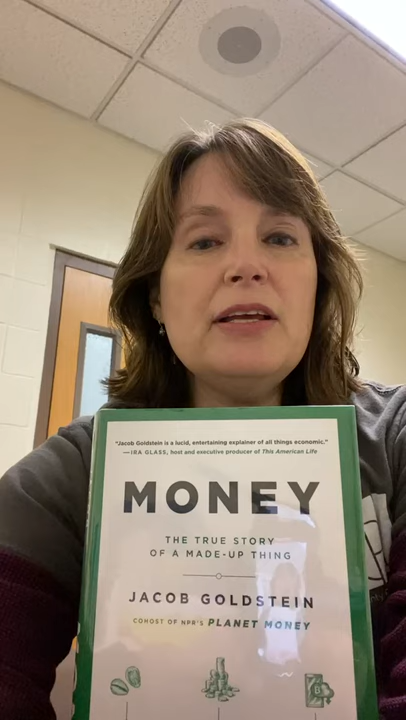 "Jacob Goldstein is a lucid, entertaining explainer of all things economic."
—IRA GLASS, host and executive producer of This American Life
MONEY
THE TRUE STORY
OF A MADE-UP THING
JACOB GOLDSTEIN
COHOST OF NPR'S PLANET MONEY